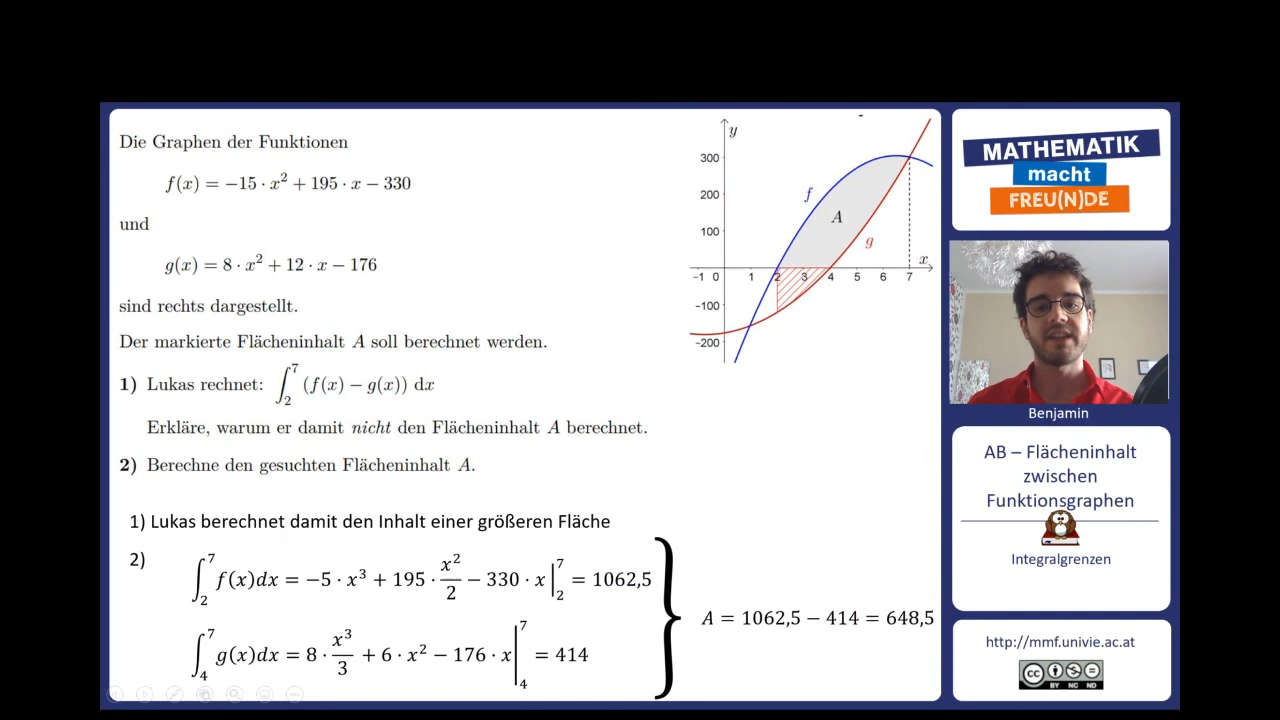 Die Graphen der Funktionen
f(x) = −15 · x² + 195 · x − 330
und
g(x) = 8 · x² + 12 · x − 176
sind rechts dargestellt.
Der markierte Flächeninhalt A soll berechnet werden.
1) Lukas rechnet: ∫₂⁷ (f(x) − g(x)) dx
Erkläre, warum er damit nicht den Flächeninhalt A berechnet.
2) Berechne den gesuchten Flächeninhalt A.
1) Lukas berechnet damit den Inhalt einer größeren Fläche
2)
∫₂⁷ f(x)dx = −5 · x³ + 195 · x²/2 − 330 · x |₂⁷ = 1062,5
∫₄⁷ g(x)dx = 8 · x³/3 + 6 · x² − 176 · x |₄⁷ = 414
A = 1062,5 − 414 = 648,5
y
300
200
100
-1 0 1 2 3 4 5 6 7
x
-100
-200
f
A
g
MATHEMATIK
macht
FREU(N)DE
Benjamin
AB – Flächeninhalt
zwischen
Funktionsgraphen
Integralgrenzen
http://mmf.univie.ac.at
cc
BY NC ND